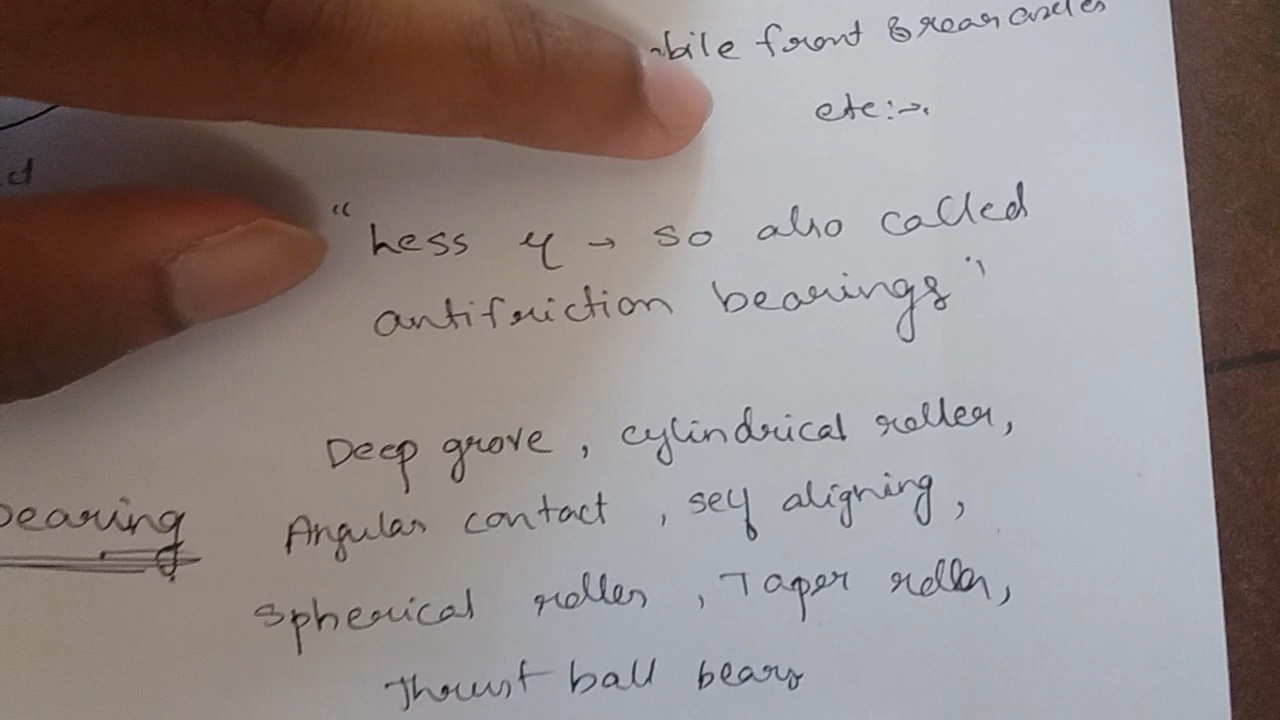 bile front & rear axles
etc:→.
d
"Less μ → so also called
antifriction bearings"
Deep grove, cylindrical roller,
bearing
Angular contact, self aligning,
Spherical roller, Taper roller,
Thrust ball bears